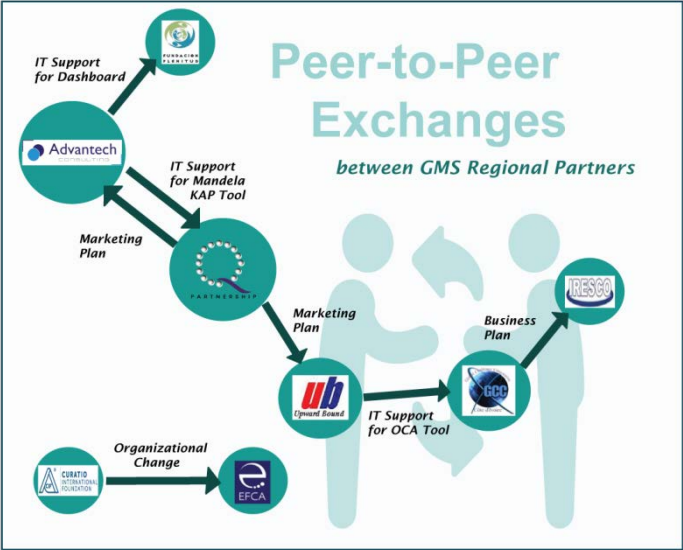 Peer-to-Peer
Exchanges
between GMS Regional Partners
IT Support
for Dashboard
FUNDACION
PLENITUD
Advantech
CONSULTING
IT Support
for Mandela
KAP Tool
Marketing
Plan
Q
PARTNERSHIP
Marketing
Plan
Business
Plan
IRESCO
ub
Upward Bound
GCC
IT Support
for OCA Tool
Organizational
Change
CURATIO
INTERNATIONAL
FOUNDATION
e
EFCA